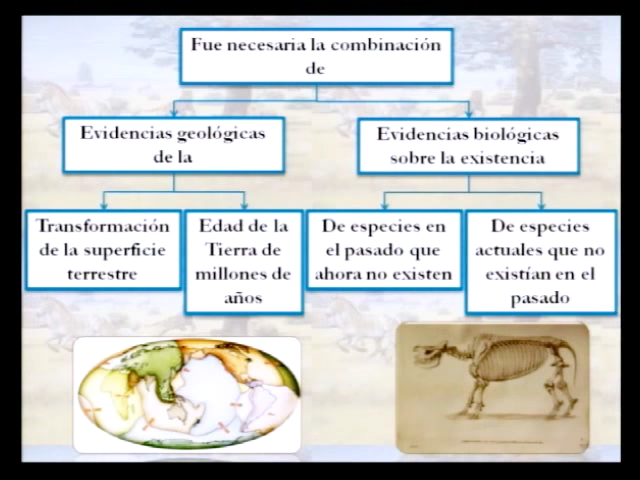 Fue necesaria la combinación
de
Evidencias geológicas
de la
Evidencias biológicas
sobre la existencia
Transformación
de la superficie
terrestre
Edad de la
Tierra de
millones de
años
De especies en
el pasado que
ahora no existen
De especies
actuales que no
existían en el
pasado